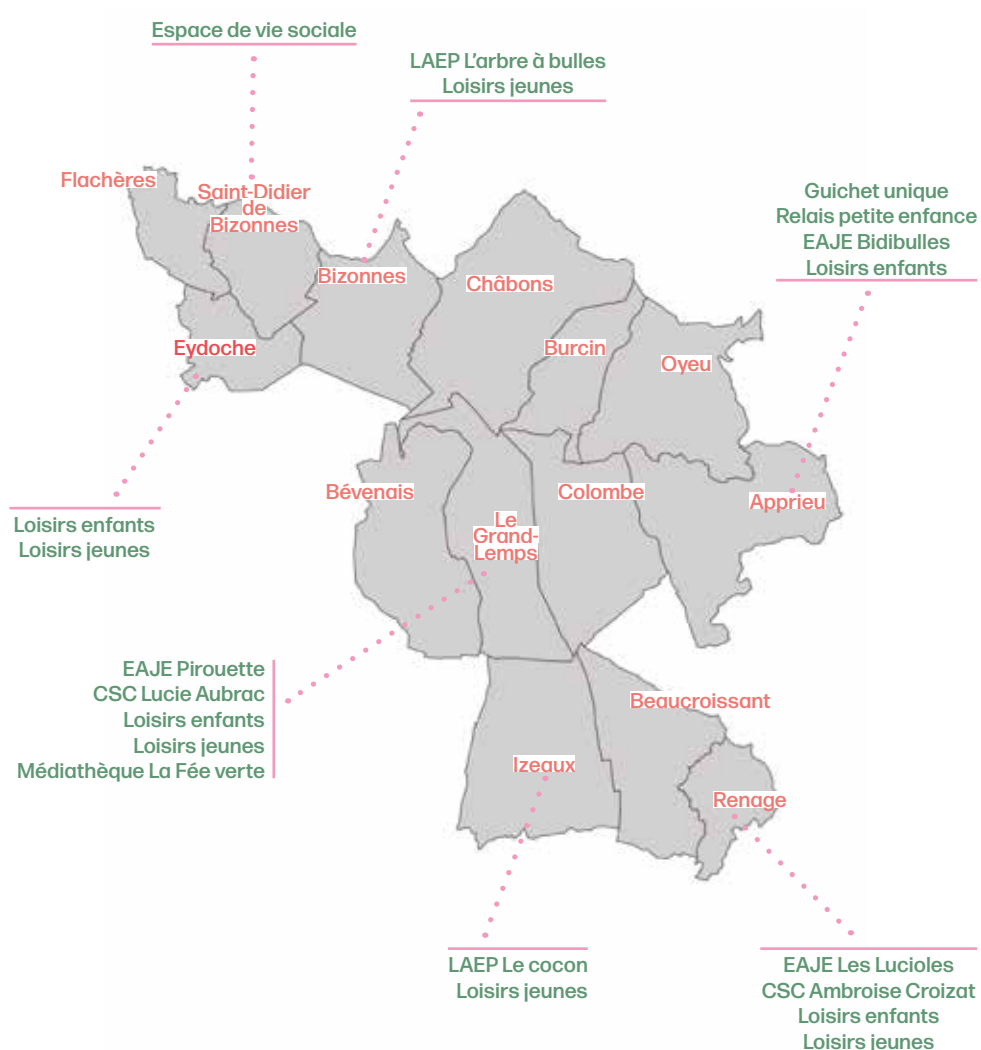 Espace de vie sociale
LAEP L'arbre à bulles
Loisirs jeunes
Flachères
Saint-Didier
de
Bizonnes
Guichet unique
Relais petite enfance
EAJE Bidibulles
Loisirs enfants
Bizonnes
Châbons
Eydoche
Burcin
Oyeu
Bévenais
Colombe
Apprieu
Le
Grand-
Lemps
Loisirs enfants
Loisirs jeunes
EAJE Pirouette
CSC Lucie Aubrac
Loisirs enfants
Loisirs jeunes
Médiathèque La Fée verte
Beaucroissant
Izeaux
Renage
LAEP Le cocon
Loisirs jeunes
EAJE Les Lucioles
CSC Ambroise Croizat
Loisirs enfants
Loisirs jeunes